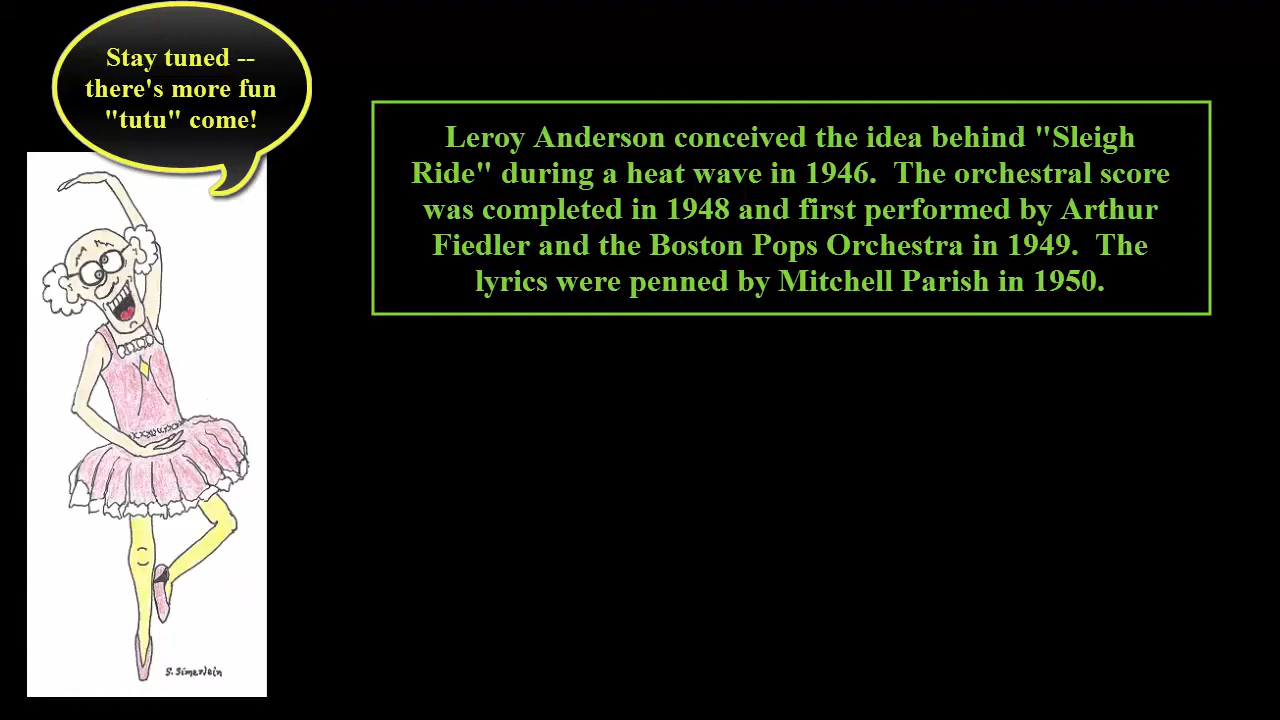 Stay tuned --
there's more fun
"tutu" come!
Leroy Anderson conceived the idea behind "Sleigh
Ride" during a heat wave in 1946.  The orchestral score
was completed in 1948 and first performed by Arthur
Fiedler and the Boston Pops Orchestra in 1949.  The
lyrics were penned by Mitchell Parish in 1950.
S. Simerlein